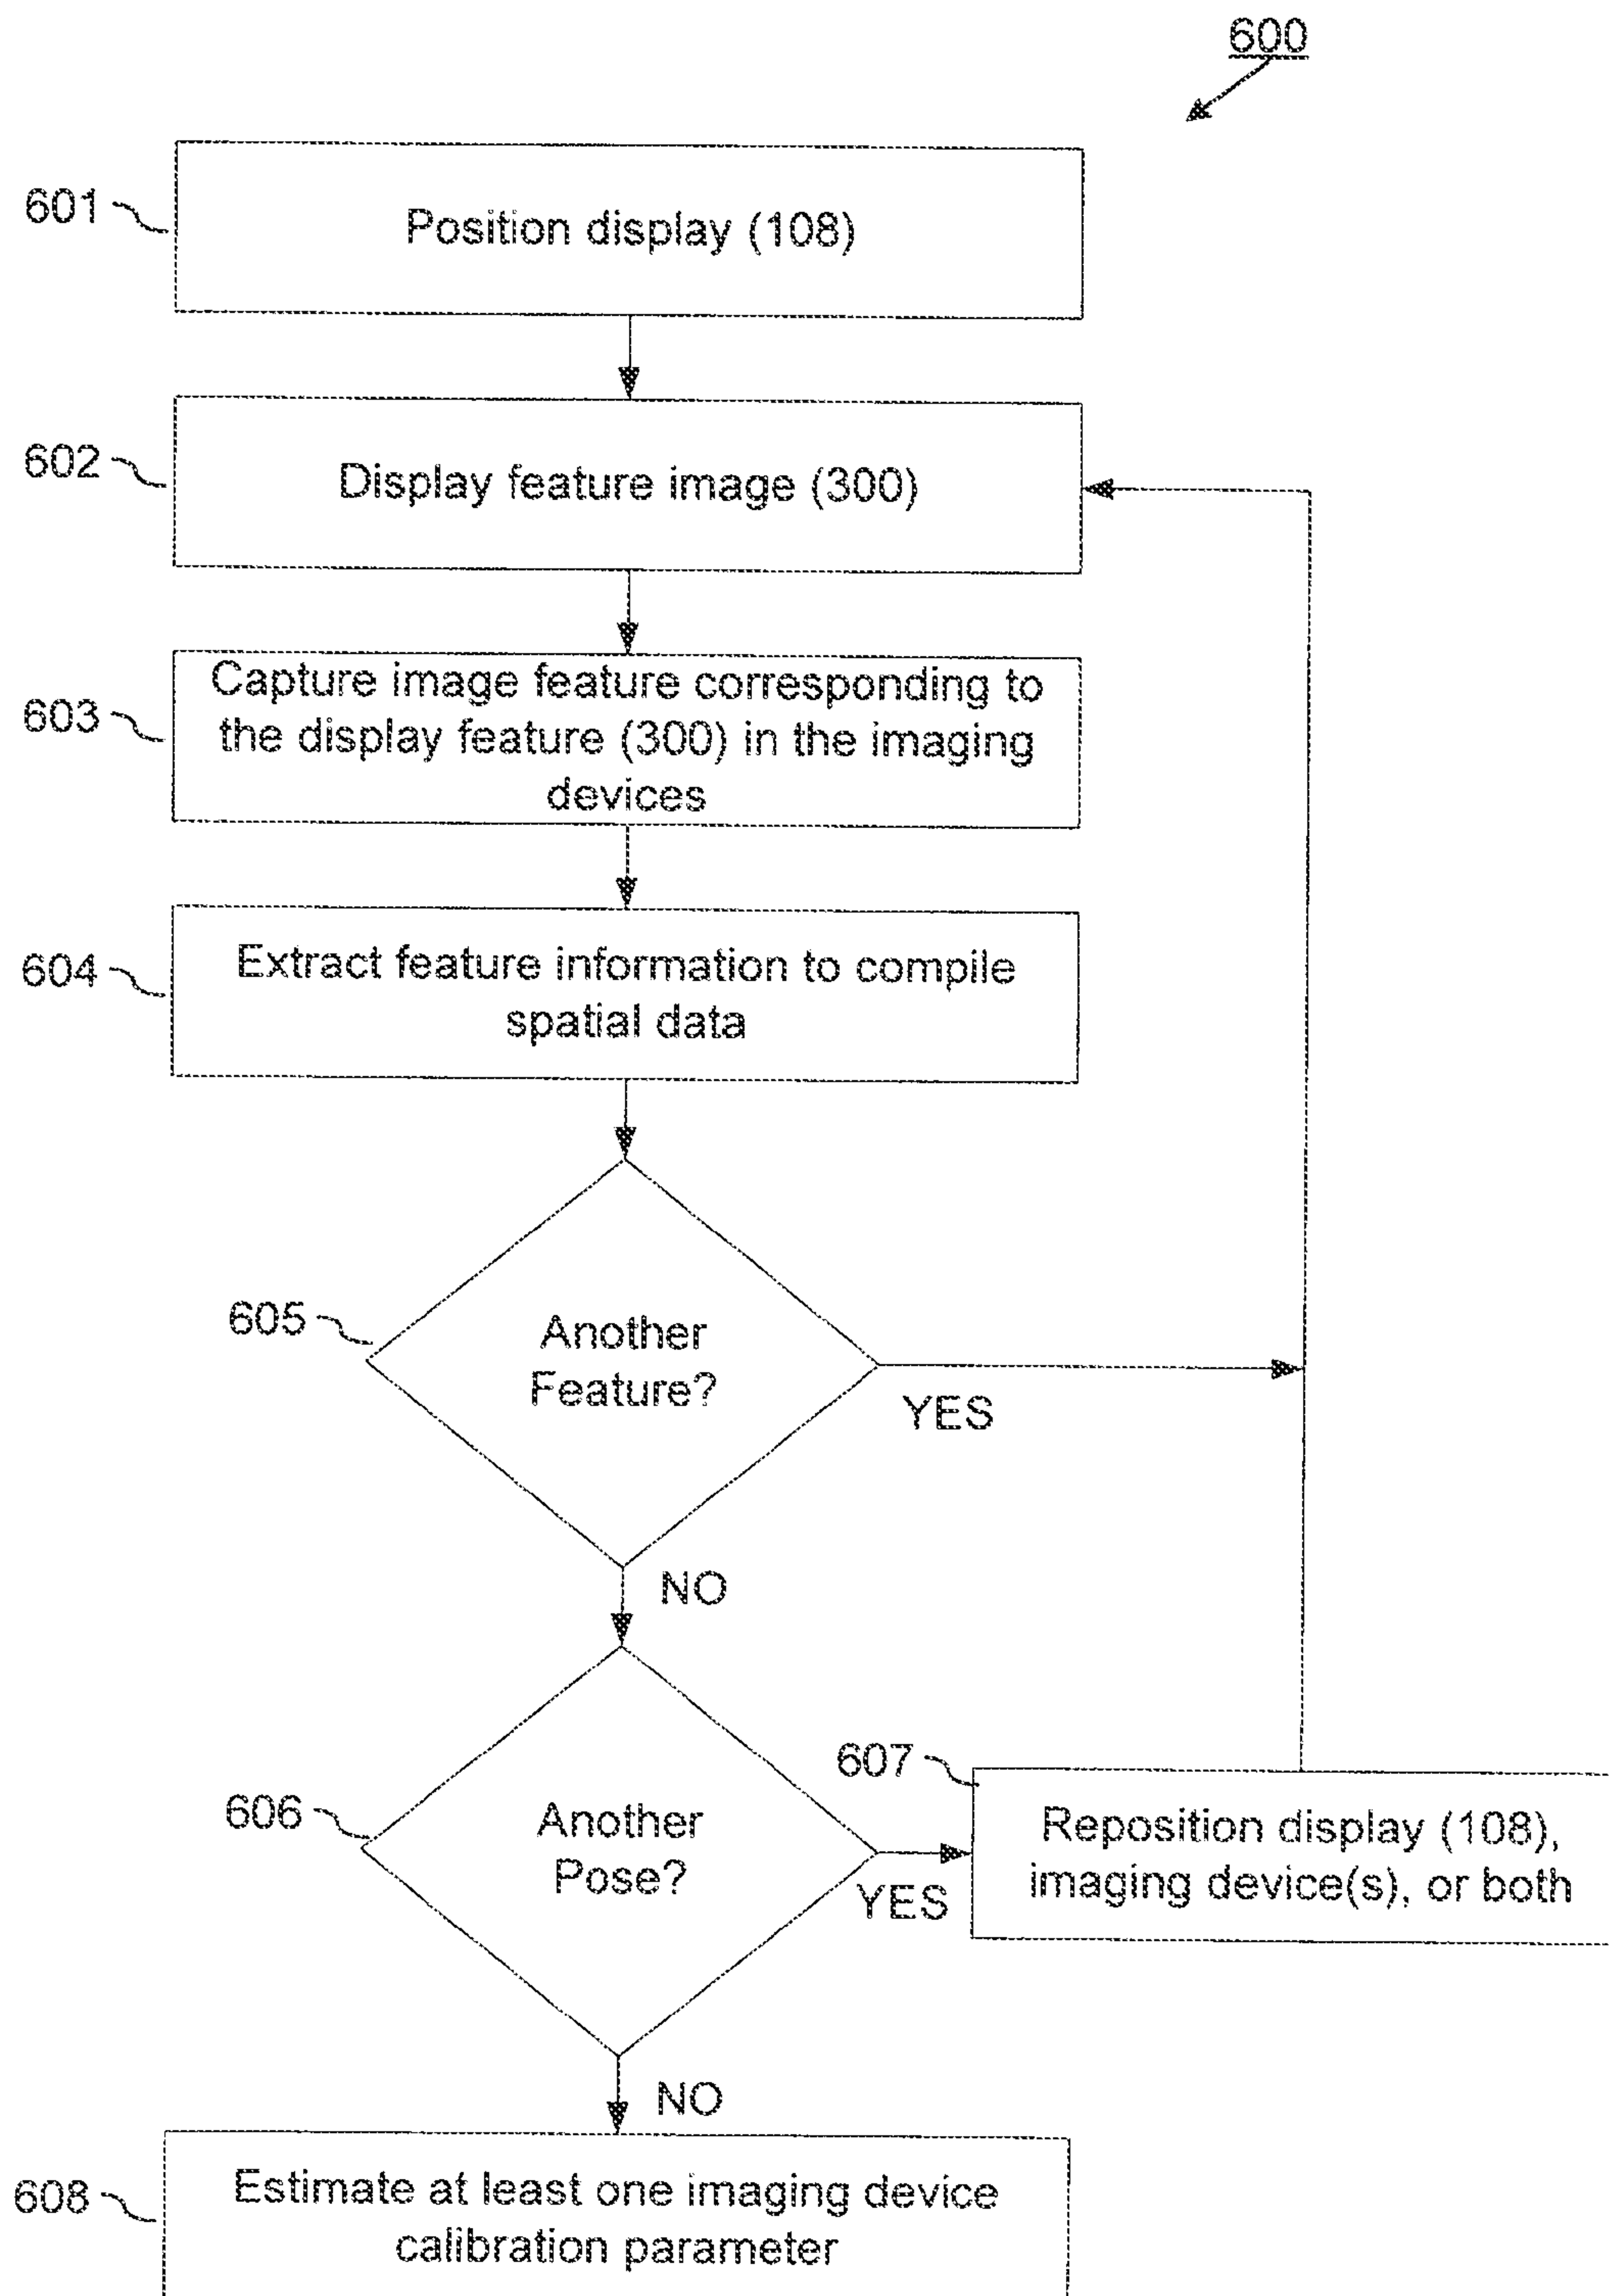 600
601
Position display (108)
602
Display feature image (300)
603
Capture image feature corresponding to
the display feature (300) in the imaging
devices
604
Extract feature information to compile
spatial data
605
Another
Feature?
YES
NO
606
Another
Pose?
YES
607
Reposition display (108),
imaging device(s), or both
NO
608
Estimate at least one imaging device
calibration parameter